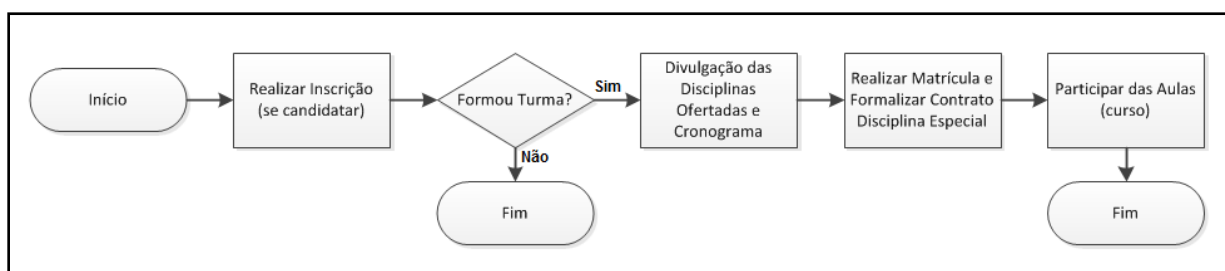 Início
Realizar Inscrição
(se candidatar)
Formou Turma?
Sim
Não
Fim
Divulgação das
Disciplinas
Ofertadas e
Cronograma
Realizar Matrícula e
Formalizar Contrato
Disciplina Especial
Participar das Aulas
(curso)
Fim